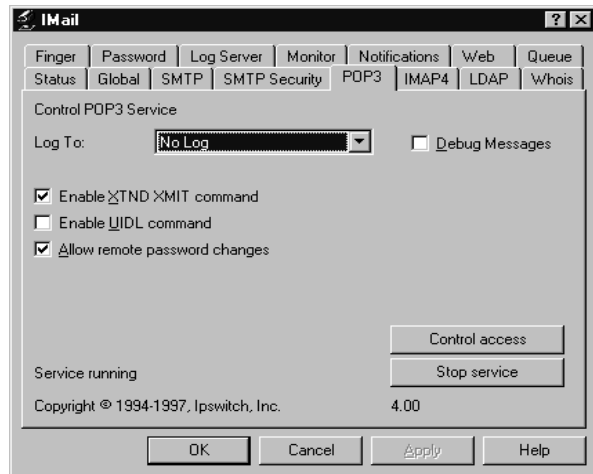 IMail
Finger Password Log Server Monitor Notifications Web Queue
Status Global SMTP SMTP Security POP3 IMAP4 LDAP Whois
Control POP3 Service
Log To: No Log Debug Messages
Enable XTND XMIT command
Enable UIDL command
Allow remote password changes
Control access
Service running Stop service
Copyright © 1994-1997, Ipswitch, Inc. 4.00
OK Cancel Apply Help